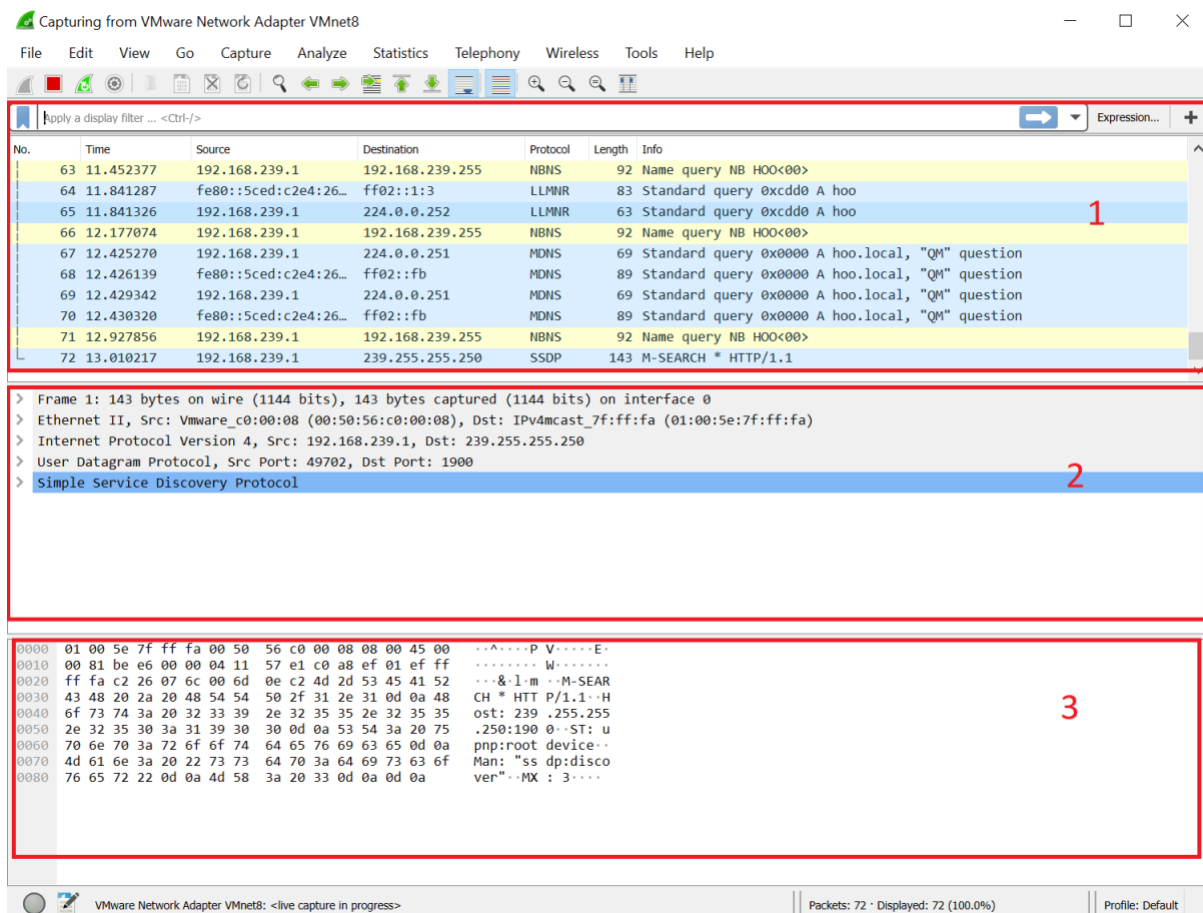 Capturing from VMware Network Adapter VMnet8
File Edit View Go Capture Analyze Statistics Telephony Wireless Tools Help
Apply a display filter ... <Ctrl-/> Expression... +
No. Time Source Destination Protocol Length Info
63 11.452377 192.168.239.1 192.168.239.255 NBNS 92 Name query NB HOO<00>
64 11.841287 fe80::5ced:c2e4:26… ff02::1:3 LLMNR 83 Standard query 0xcdd0 A hoo
65 11.841326 192.168.239.1 224.0.0.252 LLMNR 63 Standard query 0xcdd0 A hoo
1
66 12.177074 192.168.239.1 192.168.239.255 NBNS 92 Name query NB HOO<00>
67 12.425270 192.168.239.1 224.0.0.251 MDNS 69 Standard query 0x0000 A hoo.local, "QM" question
68 12.426139 fe80::5ced:c2e4:26… ff02::fb MDNS 89 Standard query 0x0000 A hoo.local, "QM" question
69 12.429342 192.168.239.1 224.0.0.251 MDNS 69 Standard query 0x0000 A hoo.local, "QM" question
70 12.430320 fe80::5ced:c2e4:26… ff02::fb MDNS 89 Standard query 0x0000 A hoo.local, "QM" question
71 12.927856 192.168.239.1 192.168.239.255 NBNS 92 Name query NB HOO<00>
72 13.010217 192.168.239.1 239.255.255.250 SSDP 143 M-SEARCH * HTTP/1.1
> Frame 1: 143 bytes on wire (1144 bits), 143 bytes captured (1144 bits) on interface 0
> Ethernet II, Src: Vmware_c0:00:08 (00:50:56:c0:00:08), Dst: IPv4mcast_7f:ff:fa (01:00:5e:7f:ff:fa)
> Internet Protocol Version 4, Src: 192.168.239.1, Dst: 239.255.255.250
> User Datagram Protocol, Src Port: 49702, Dst Port: 1900
> Simple Service Discovery Protocol
2
0000 01 00 5e 7f ff fa 00 50 56 c0 00 08 08 00 45 00 ··^····P V·····E·
0010 00 81 be e6 00 00 04 11 57 e1 c0 a8 ef 01 ef ff ········ W·······
0020 ff fa c2 26 07 6c 00 6d 0e c2 4d 2d 53 45 41 52 ···&·l·m ··M-SEAR
0030 43 48 20 2a 20 48 54 54 50 2f 31 2e 31 0d 0a 48 CH * HTT P/1.1··H
0040 6f 73 74 3a 20 32 33 39 2e 32 35 35 2e 32 35 35 ost: 239 .255.255
0050 2e 32 35 30 3a 31 39 30 30 0d 0a 53 54 3a 20 75 .250:190 0··ST: u
0060 70 6e 70 3a 72 6f 6f 74 64 65 76 69 63 65 0d 0a pnp:root device··
0070 4d 61 6e 3a 20 22 73 73 64 70 3a 64 69 73 63 6f Man: "ss dp:disco
0080 76 65 72 22 0d 0a 4d 58 3a 20 33 0d 0a 0d 0a ver"··MX : 3····
3
VMware Network Adapter VMnet8: <live capture in progress> Packets: 72 · Displayed: 72 (100.0%) Profile: Default